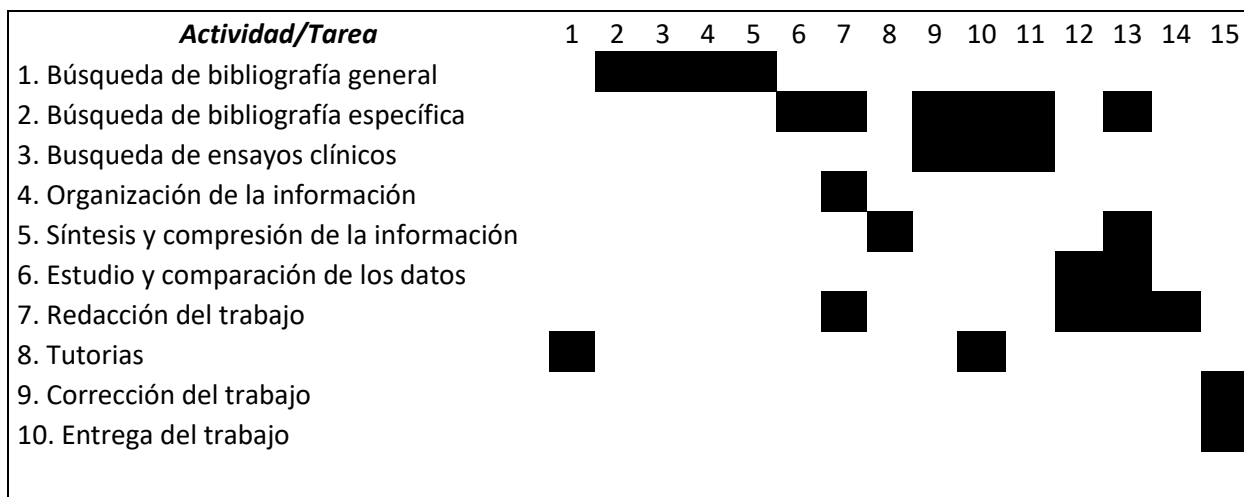 Actividad/Tarea 1 2 3 4 5 6 7 8 9 10 11 12 13 14 15
1. Búsqueda de bibliografía general
2. Búsqueda de bibliografía específica
3. Busqueda de ensayos clínicos
4. Organización de la información
5. Síntesis y compresión de la información
6. Estudio y comparación de los datos
7. Redacción del trabajo
8. Tutorias
9. Corrección del trabajo
10. Entrega del trabajo